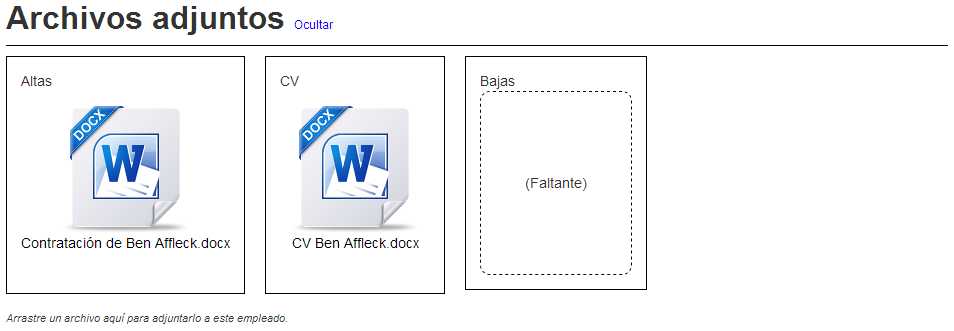 Archivos adjuntos Ocultar
Altas
CV
Bajas
DOCX
W
DOCX
W
(Faltante)
Contratación de Ben Affleck.docx
CV Ben Affleck.docx
Arrastre un archivo aquí para adjuntarlo a este empleado.